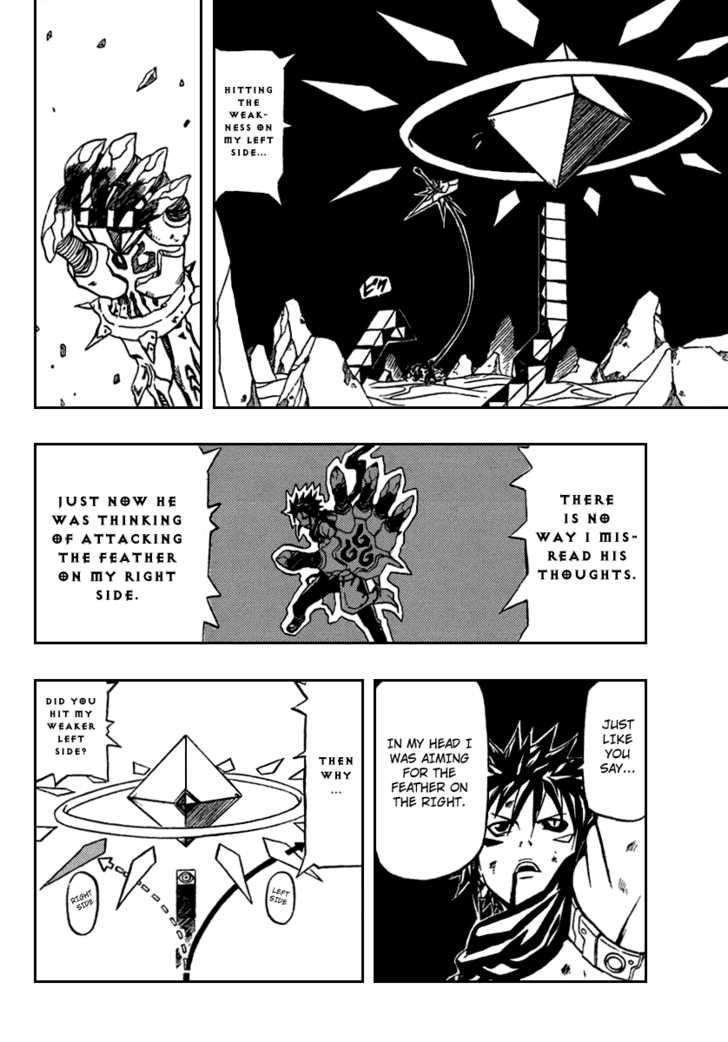 HITTING
THE
WEAK-
NESS ON
MY LEFT
SIDE...
ピク
THERE
IS NO
WAY I MIS-
READ HIS
THOUGHTS.
JUST NOW HE
WAS THINKING
OF ATTACKING
THE FEATHER
ON MY RIGHT
SIDE.
JUST
LIKE
YOU
SAY...
IN MY HEAD I
WAS AIMING
FOR THE
FEATHER ON
THE RIGHT.
THEN
WHY
...
DID YOU
HIT MY
WEAKER
LEFT
SIDE?
RIGHT
SIDE
LEFT
SIDE